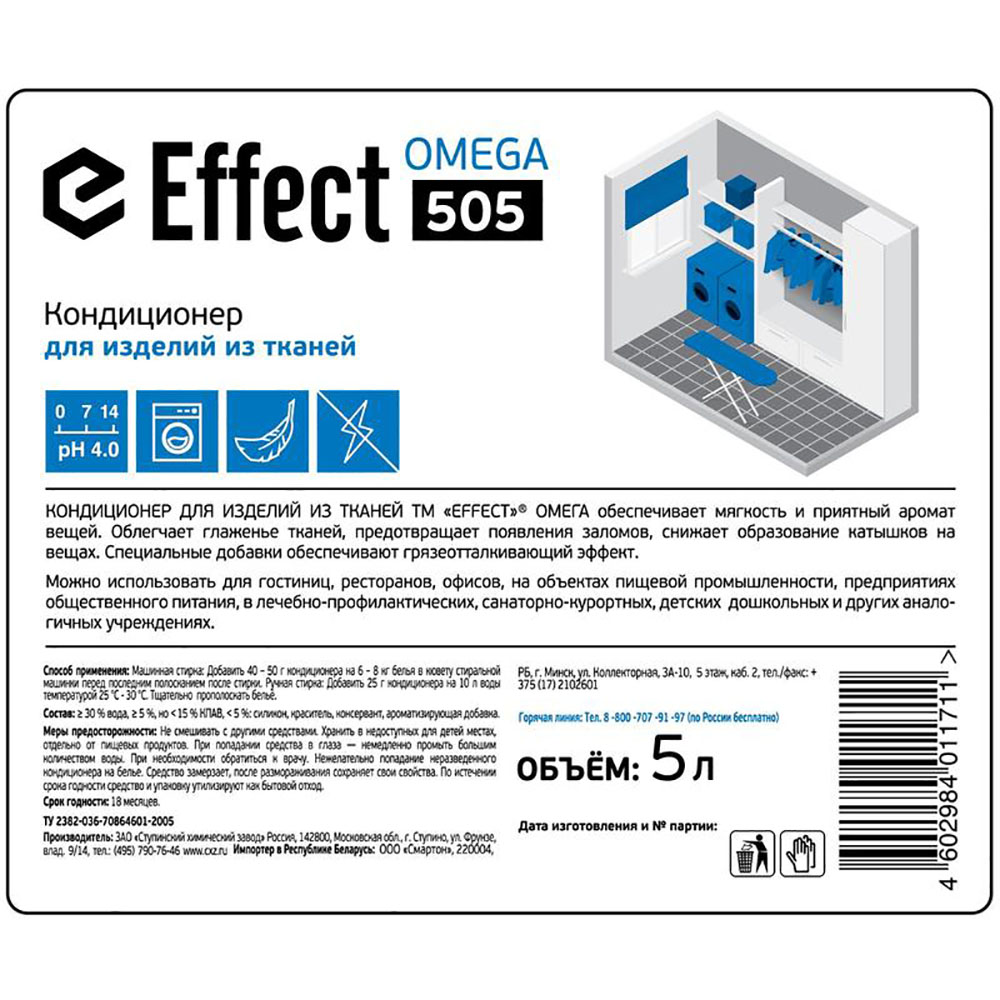 Effect OMEGA
505
Кондиционер
для изделий из тканей
0 7 14
pH 4.0
КОНДИЦИОНЕР ДЛЯ ИЗДЕЛИЙ ИЗ ТКАНЕЙ ТМ «EFFECT»® ОМЕГА обеспечивает мягкость и приятный аромат
вещей. Облегчает глаженье тканей, предотвращает появления заломов, снижает образование катышков на
вещах. Специальные добавки обеспечивают грязеотталкивающий эффект.
Можно использовать для гостиниц, ресторанов, офисов, на объектах пищевой промышленности, предприятиях
общественного питания, в лечебно-профилактических, санаторно-курортных, детских дошкольных и других анало-
гичных учреждениях.
Способ применения: Машинная стирка: Добавить 40 – 50 г кондиционера на 6 – 8 кг белья в кювету стиральной
машинки перед последним полосканием после стирки. Ручная стирка: Добавить 25 г кондиционера на 10 л воды
температурой 25 °C - 30 °C. Тщательно прополоскать бельё.
Состав: ≥ 30 % вода, ≥ 5 %, но < 15 % КПАВ, < 5 %: силикон, краситель, консервант, ароматизирующая добавка.
Меры предосторожности: Не смешивать с другими средствами. Хранить в недоступных для детей местах,
отдельно от пищевых продуктов. При попадании средства в глаза — немедленно промыть большим
количеством воды. При необходимости обратиться к врачу. Нежелательно попадание неразведенного
кондиционера на белье. Средство замерзает, после размораживания сохраняет свои свойства. По истечении
срока годности средство и упаковку утилизируют как бытовой отход.
Срок годности: 18 месяцев.
ТУ 2382-036-70864601-2005
Производитель: ЗАО «Ступинский химический завод» Россия, 142800, Московская обл., г. Ступино, ул. Фрунзе,
влад. 9/14, тел.: (495) 790-76-46 www.cxz.ru Импортер в Республике Беларусь: ООО «Смартон», 220004,
РБ, г. Минск, ул. Коллекторная, 3А-10, 5 этаж, каб. 2, тел./факс: +
375 (17) 2102601
Горячая линия: Тел. 8 -800 -707 -91 -97 (по России бесплатно)
ОБЪЁМ: 5 л
Дата изготовления и № партии:
4 602984 011711 >